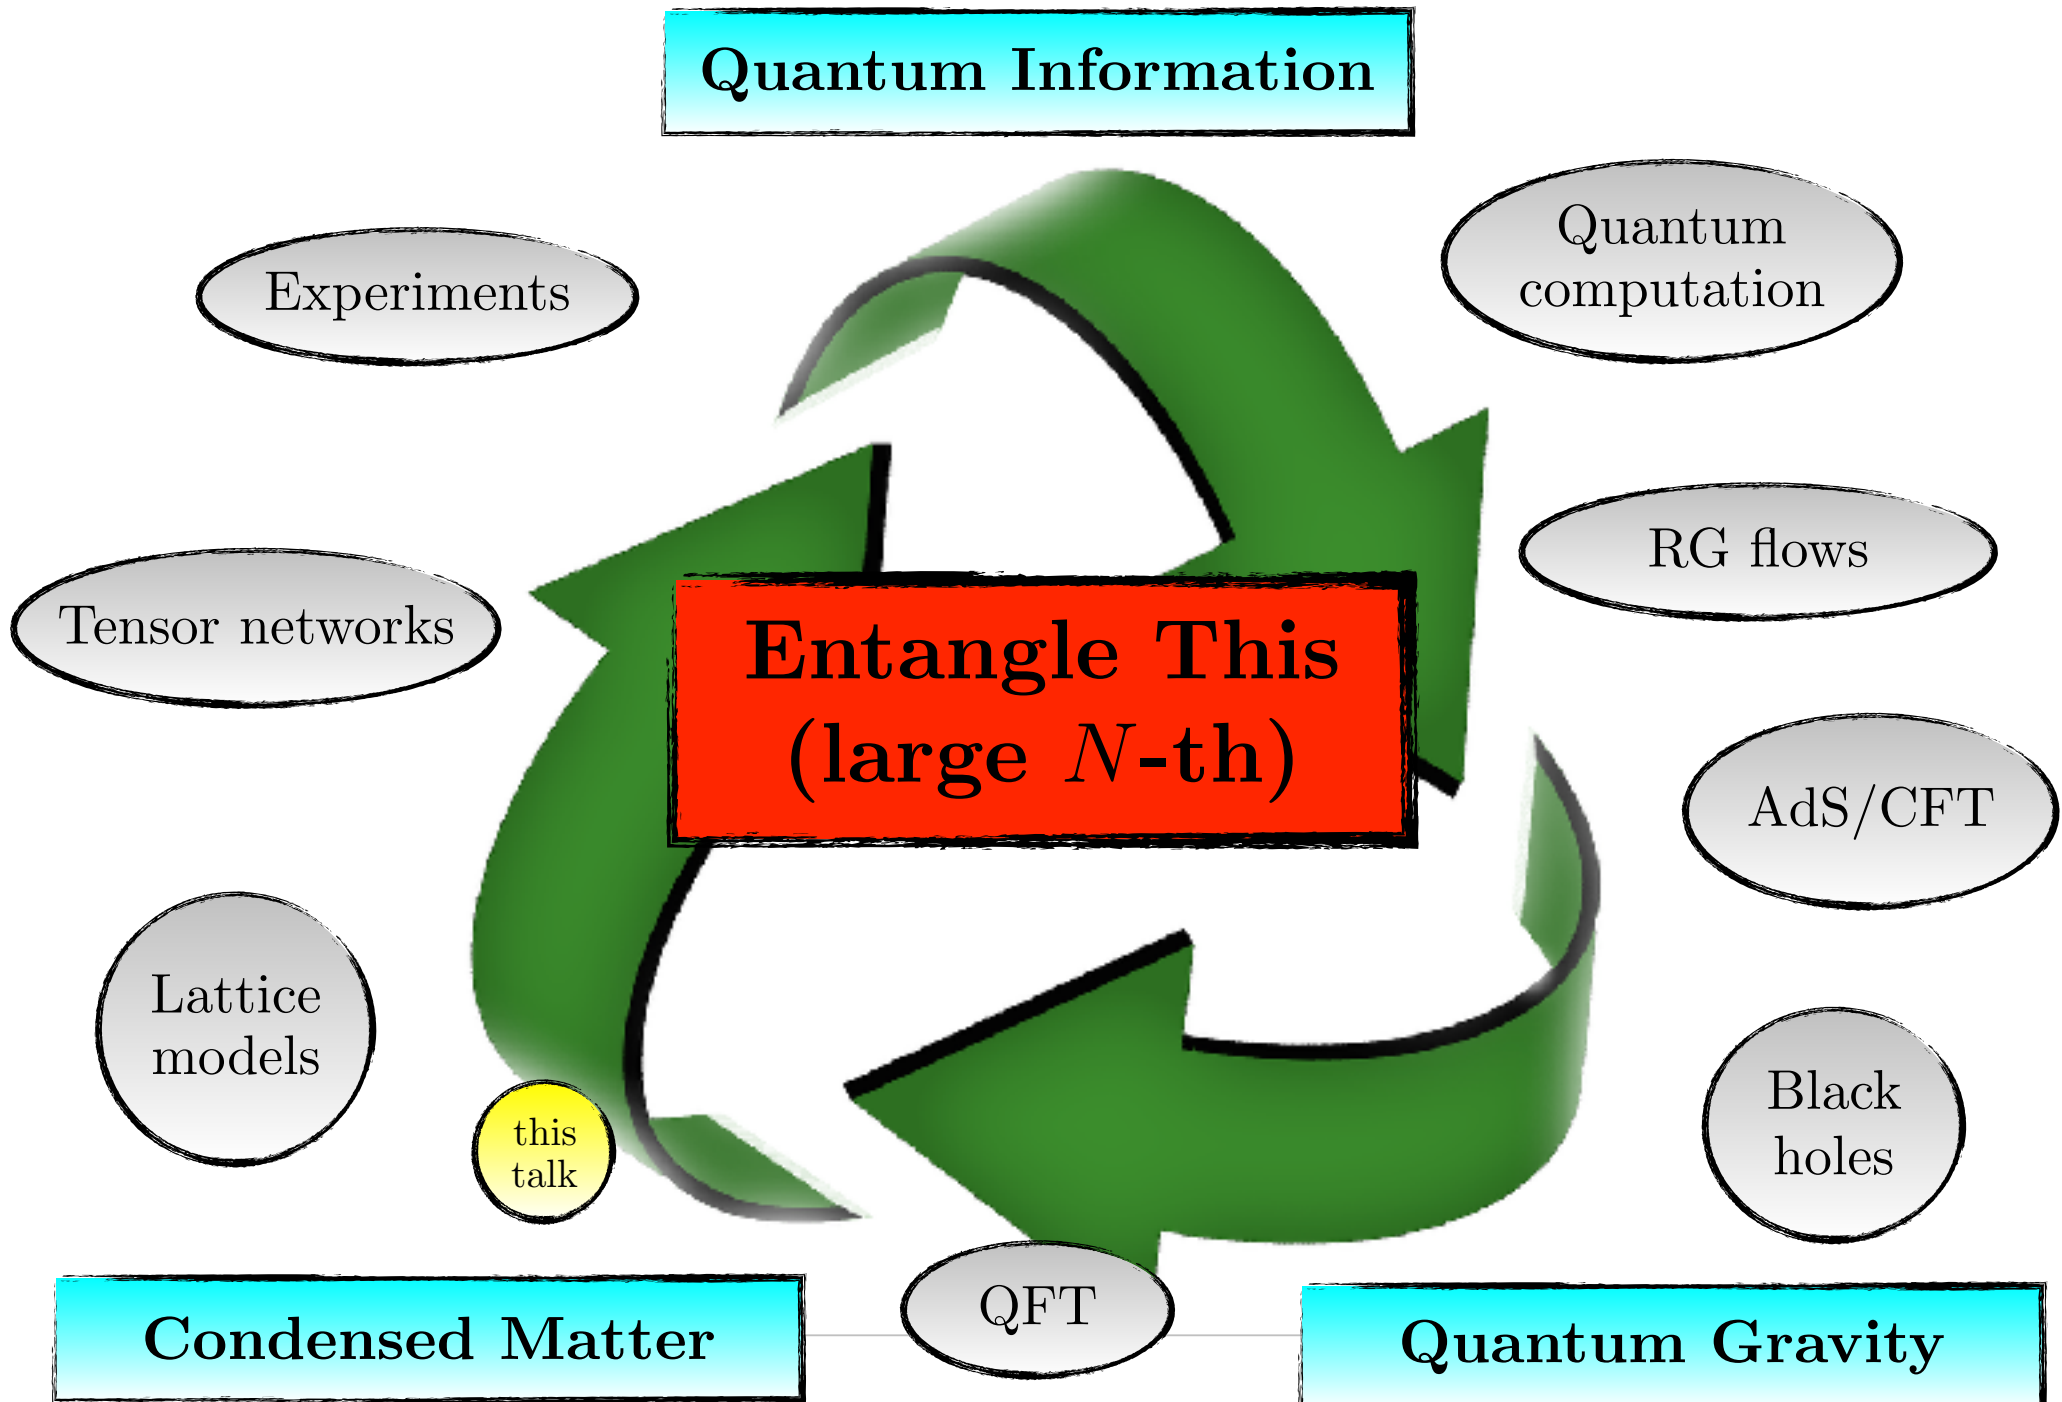 Quantum Information
Quantum
computation
Experiments
RG flows
Tensor networks
Entangle This
(large N-th)
AdS/CFT
Lattice
models
Black
holes
this
talk
QFT
Condensed Matter
Quantum Gravity